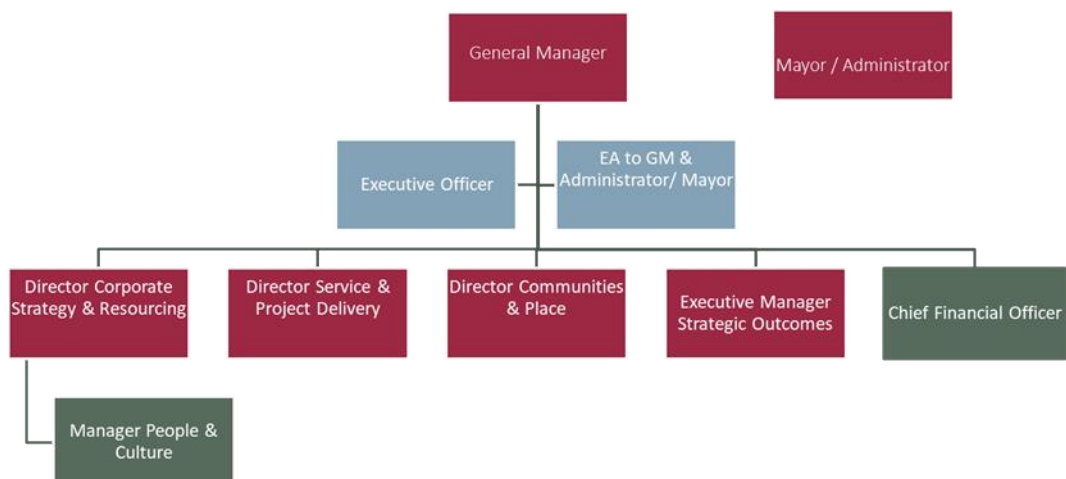 General Manager
Mayor / Administrator
Executive Officer
EA to GM &
Administrator/ Mayor
Director Corporate
Strategy & Resourcing
Director Service &
Project Delivery
Director Communities
& Place
Executive Manager
Strategic Outcomes
Chief Financial Officer
Manager People &
Culture